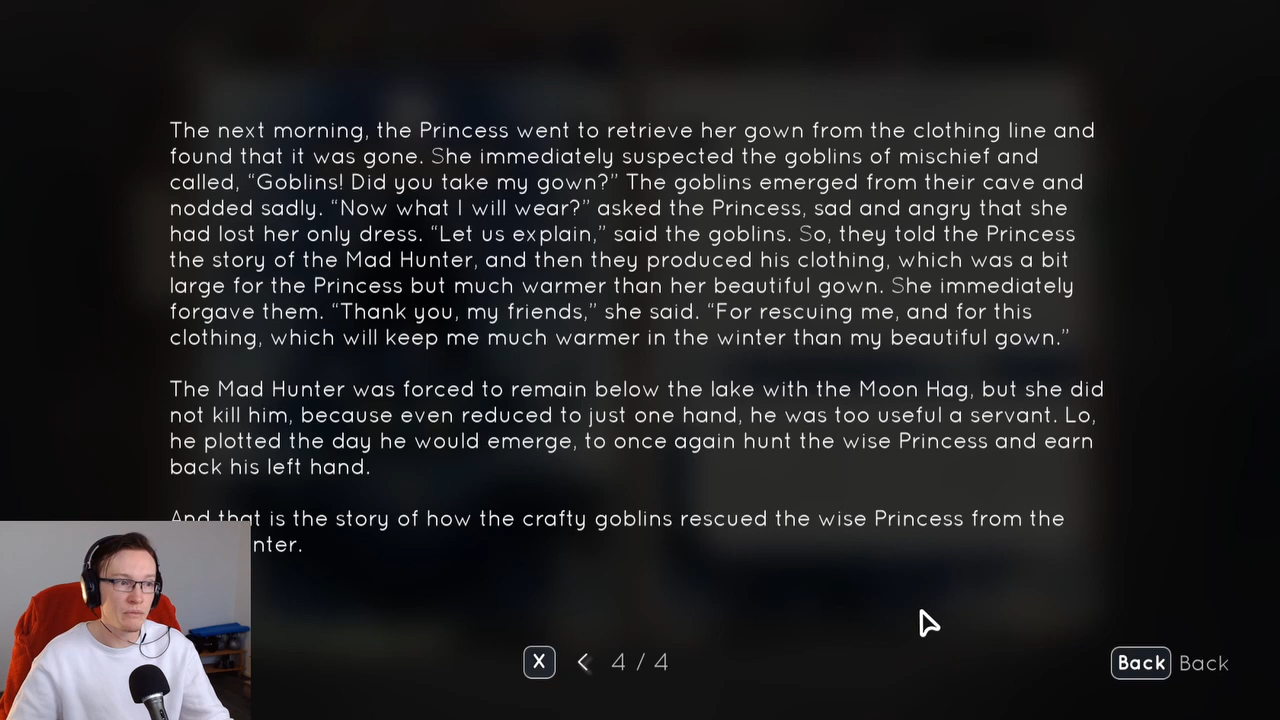 The next morning, the Princess went to retrieve her gown from the clothing line and
found that it was gone. She immediately suspected the goblins of mischief and
called, “Goblins! Did you take my gown?” The goblins emerged from their cave and
nodded sadly. “Now what I will wear?” asked the Princess, sad and angry that she
had lost her only dress. “Let us explain,” said the goblins. So, they told the Princess
the story of the Mad Hunter, and then they produced his clothing, which was a bit
large for the Princess but much warmer than her beautiful gown. She immediately
forgave them. “Thank you, my friends,” she said. “For rescuing me, and for this
clothing, which will keep me much warmer in the winter than my beautiful gown.”
The Mad Hunter was forced to remain below the lake with the Moon Hag, but she did
not kill him, because even reduced to just one hand, he was too useful a servant. Lo,
he plotted the day he would emerge, to once again hunt the wise Princess and earn
back his left hand.
And that is the story of how the crafty goblins rescued the wise Princess from the
nter.
X < 4 / 4
Back Back